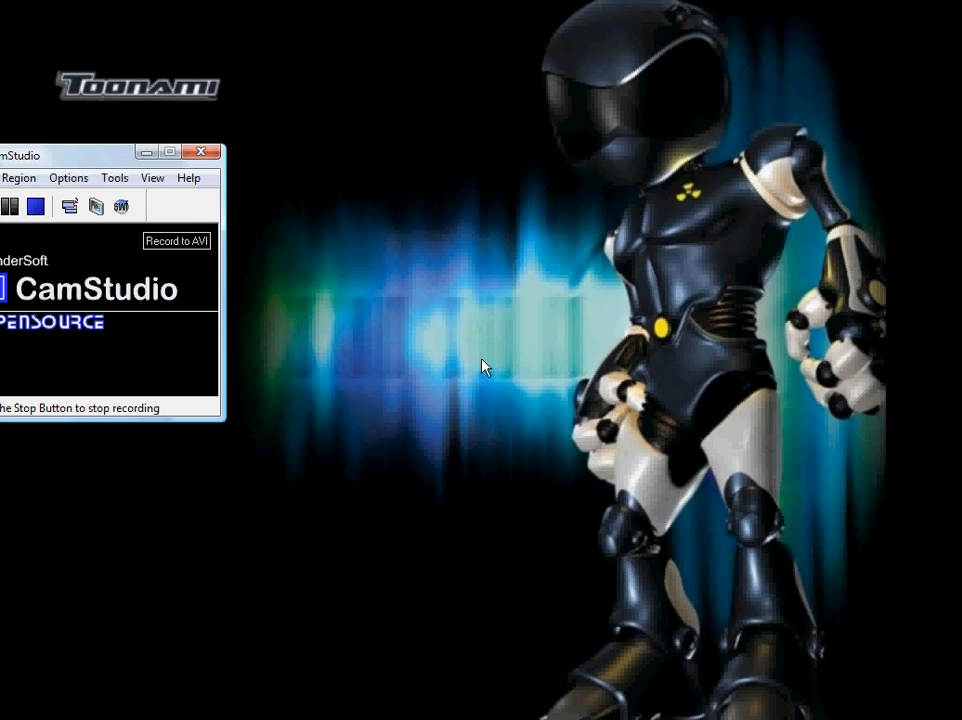 Toonami
mStudio
Region Options Tools View Help
SWF
Record to AVI
nderSoft
CamStudio
PENSOURCE
he Stop Button to stop recording